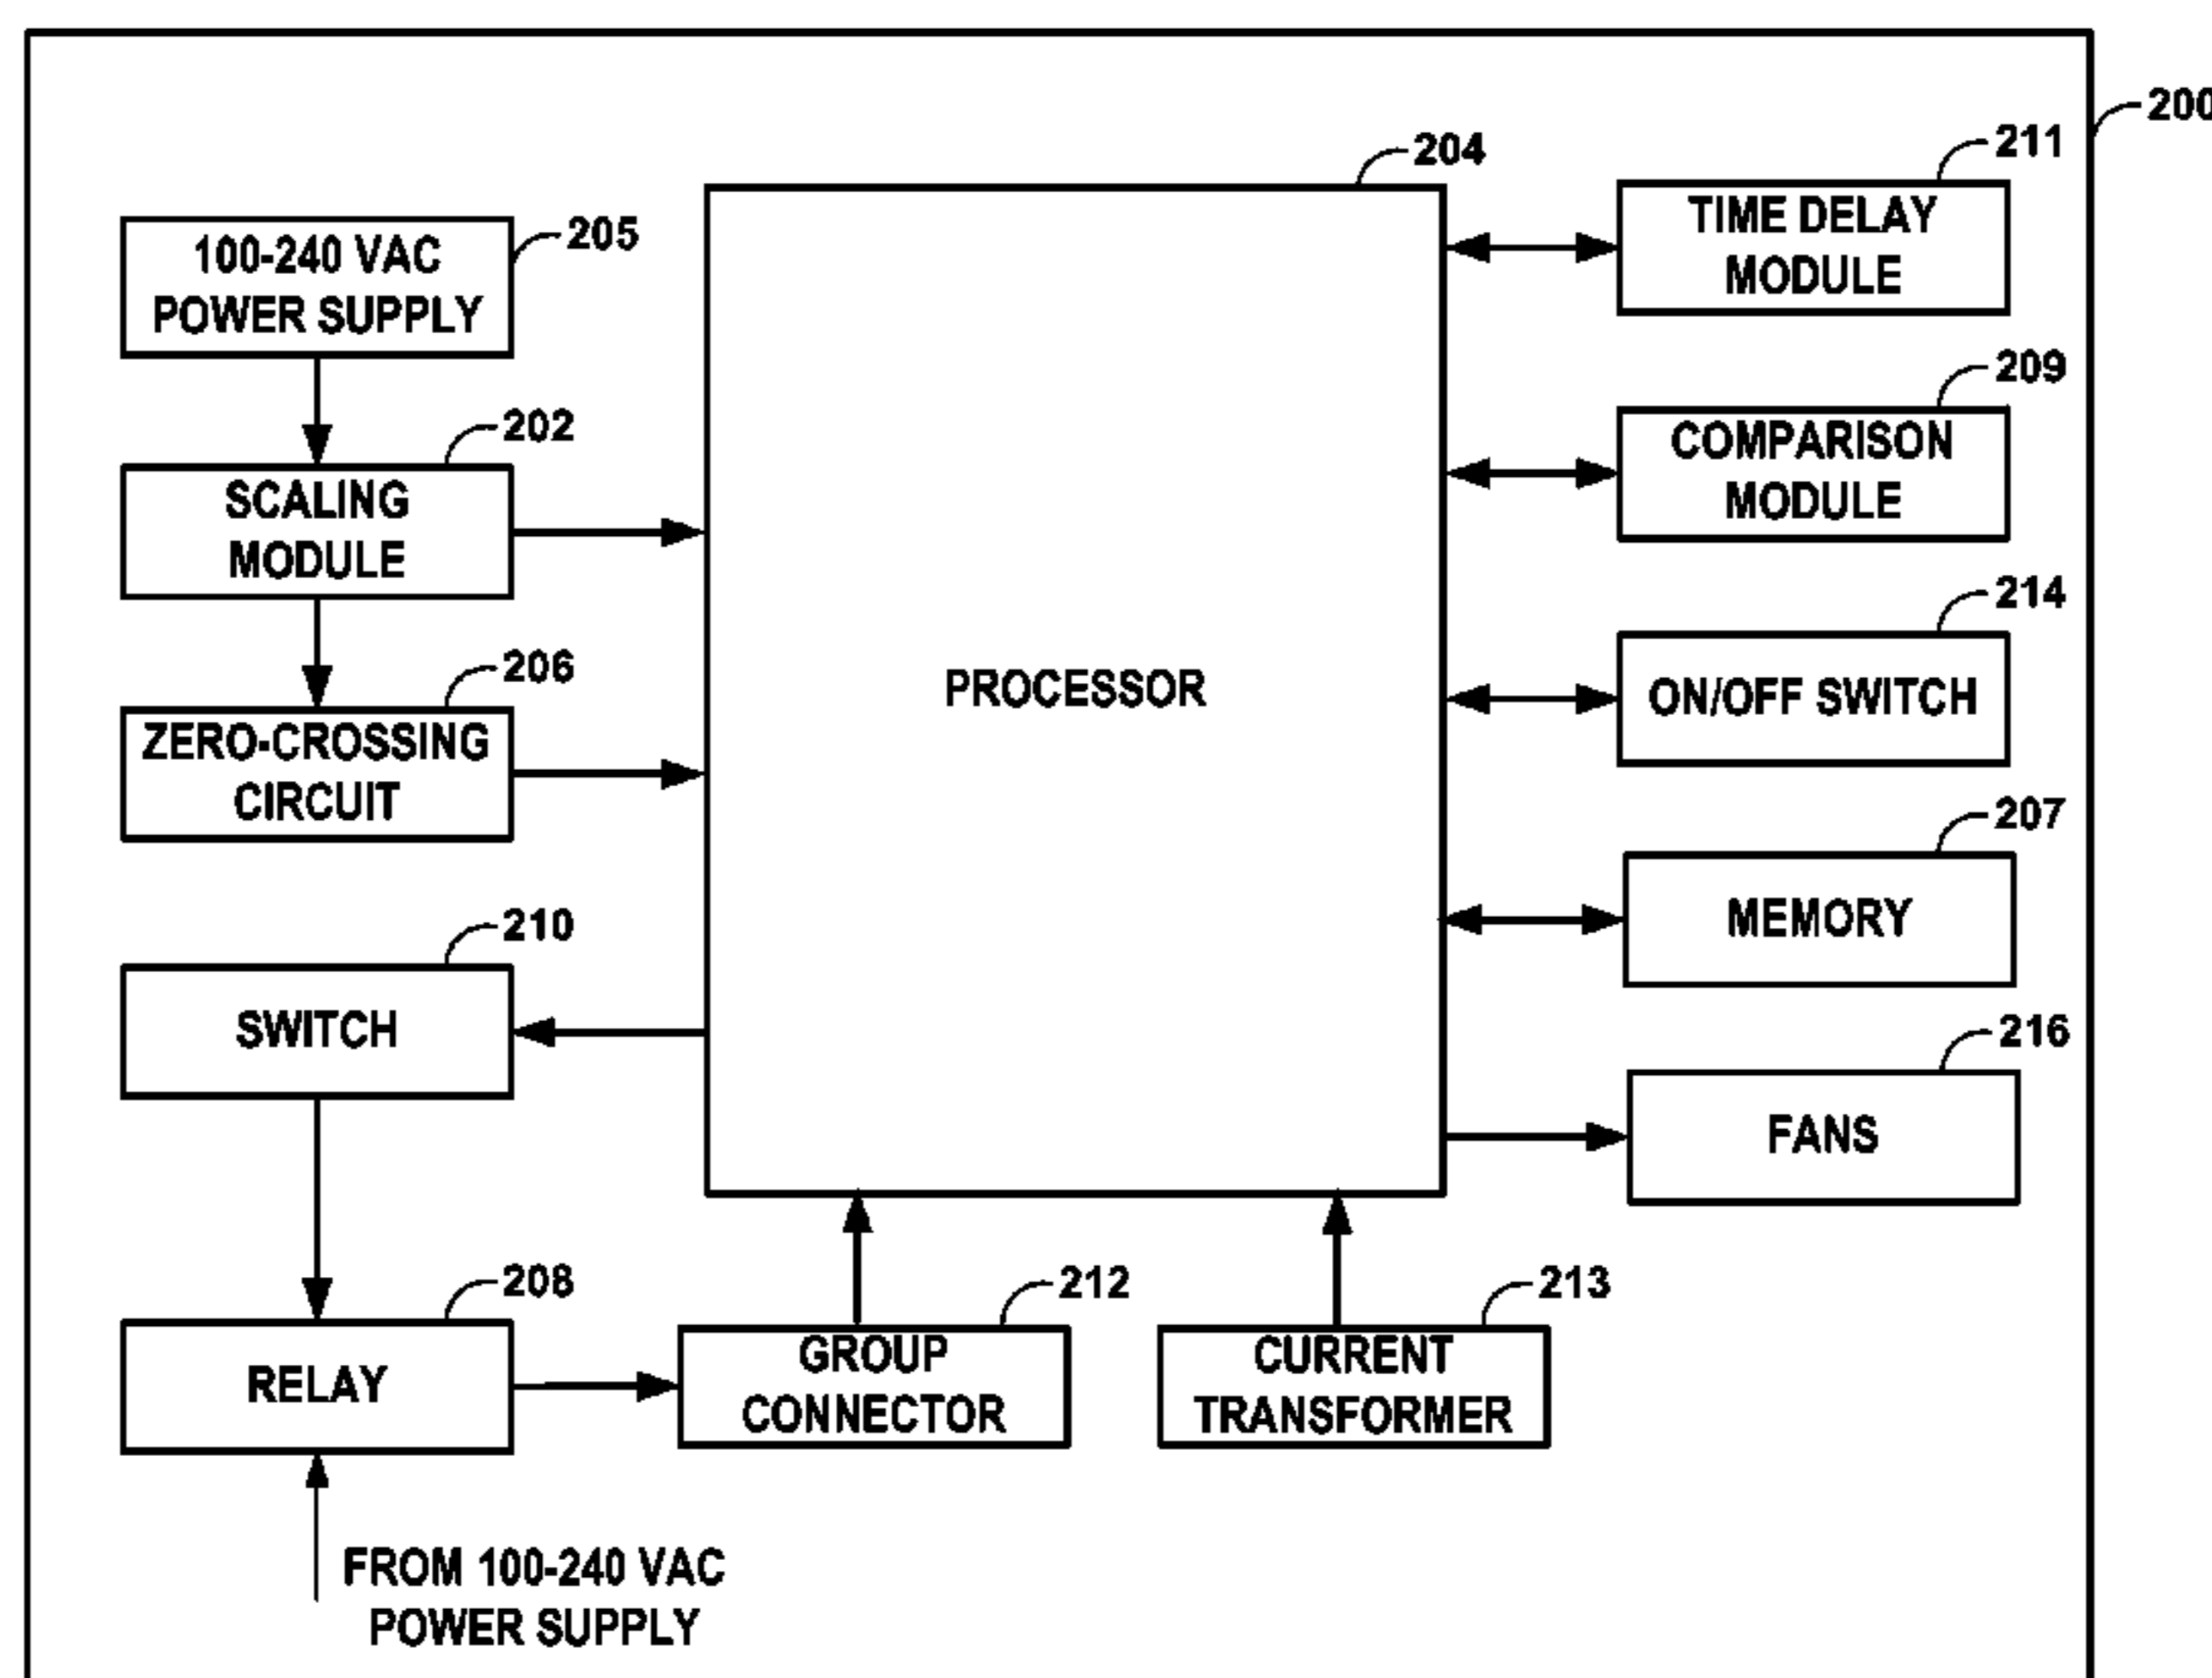 200
204
211
TIME DELAY
MODULE
205
100-240 VAC
POWER SUPPLY
209
COMPARISON
MODULE
202
SCALING
MODULE
214
ON/OFF SWITCH
206
ZERO-CROSSING
CIRCUIT
PROCESSOR
207
MEMORY
210
SWITCH
216
FANS
208
RELAY
212
GROUP
CONNECTOR
213
CURRENT
TRANSFORMER
FROM 100-240 VAC
POWER SUPPLY